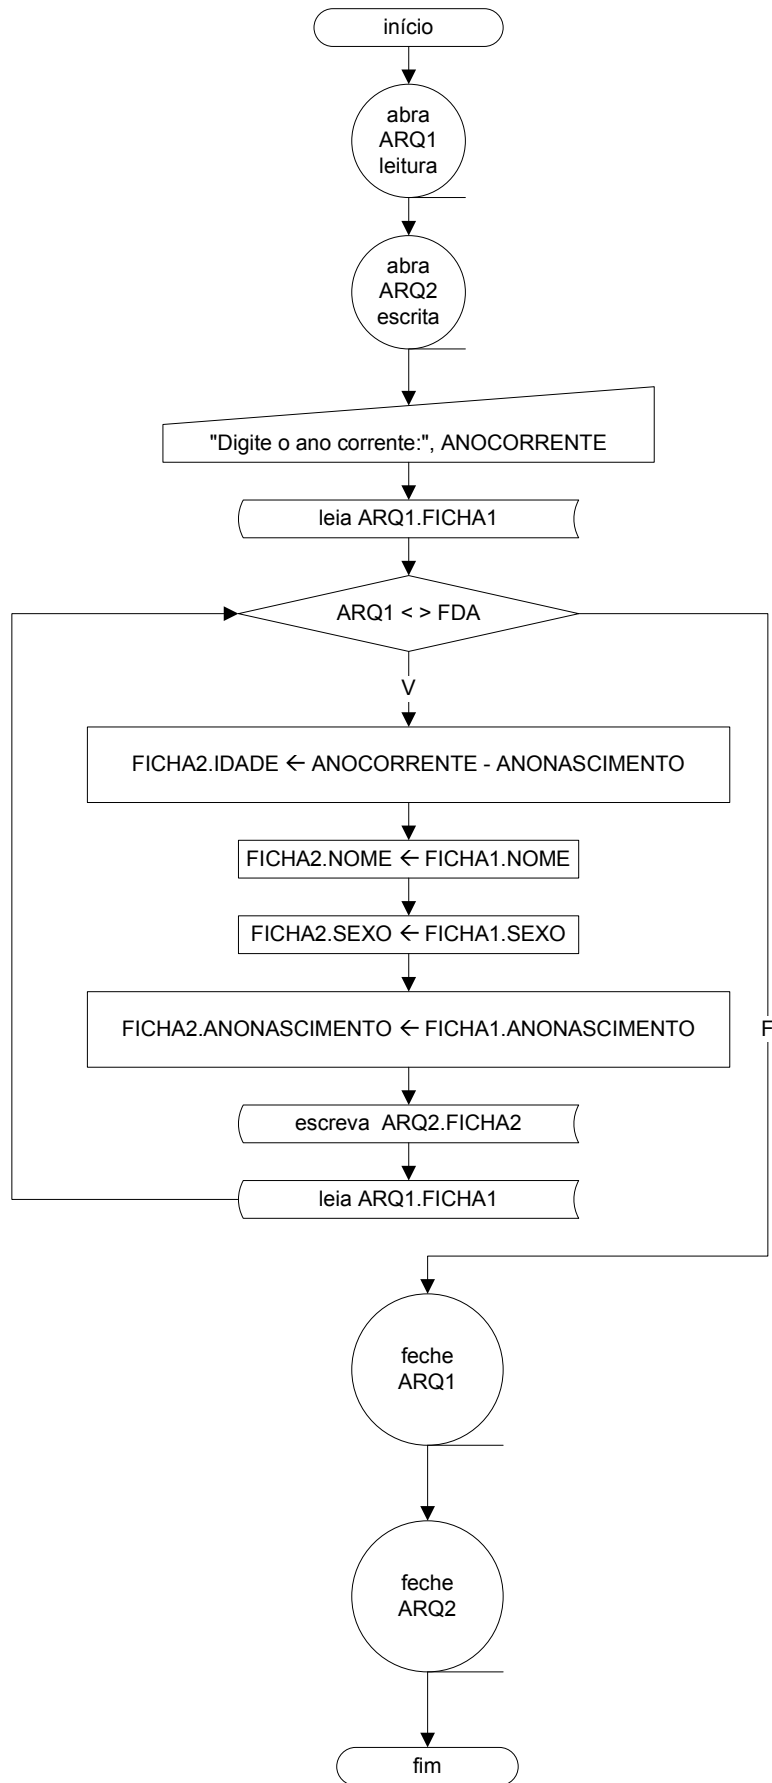 início
abra
ARQ1
leitura
abra
ARQ2
escrita
"Digite o ano corrente:", ANOCORRENTE
leia ARQ1.FICHA1
ARQ1 < > FDA
V
FICHA2.IDADE ← ANOCORRENTE - ANONASCIMENTO
FICHA2.NOME ← FICHA1.NOME
FICHA2.SEXO ← FICHA1.SEXO
FICHA2.ANONASCIMENTO ← FICHA1.ANONASCIMENTO
F
escreva ARQ2.FICHA2
leia ARQ1.FICHA1
feche
ARQ1
feche
ARQ2
fim